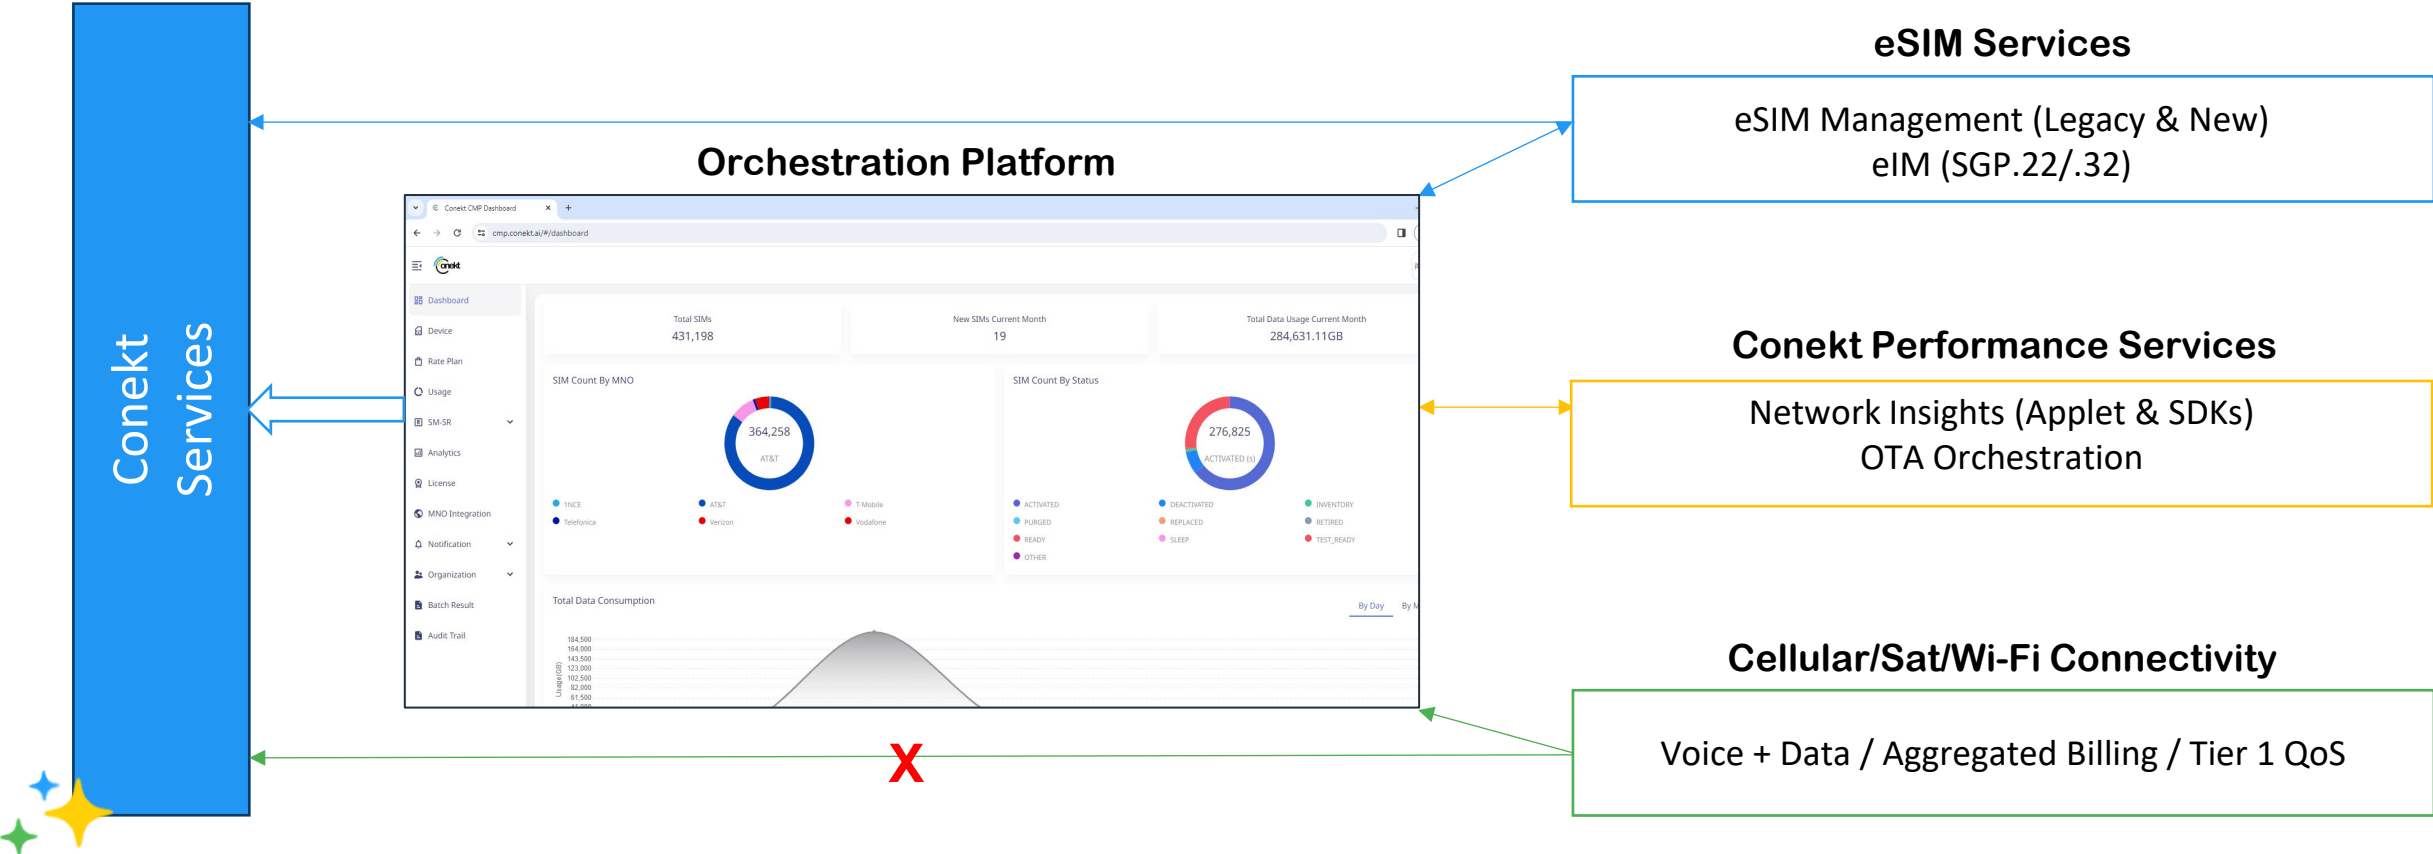 eSIM Services
eSIM Management (Legacy & New)
eIM (SGP.22/.32)
Orchestration Platform
Conekt CMP Dashboard
cmp.conekt.ai/#/dashboard
Conekt
Dashboard
Device
Rate Plan
Usage
SM-SR
Analytics
License
MNO Integration
Notification
Organization
Batch Result
Audit Trail
Total SIMs
431,198
New SIMs Current Month
19
Total Data Usage Current Month
284,631.11GB
SIM Count By MNO
364,258
AT&T
1NCE
AT&T
T-Mobile
Telefonica
Verizon
Vodafone
SIM Count By Status
276,825
ACTIVATED (s)
ACTIVATED
DEACTIVATED
INVENTORY
PURGED
REPLACED
RETIRED
READY
SLEEP
TEST_READY
OTHER
Total Data Consumption
By Day
By M
Usage(GB)
184,500
164,000
143,500
123,000
102,500
82,000
61,500
Conekt
Services
Conekt Performance Services
Network Insights (Applet & SDKs)
OTA Orchestration
Cellular/Sat/Wi-Fi Connectivity
Voice + Data / Aggregated Billing / Tier 1 QoS
X